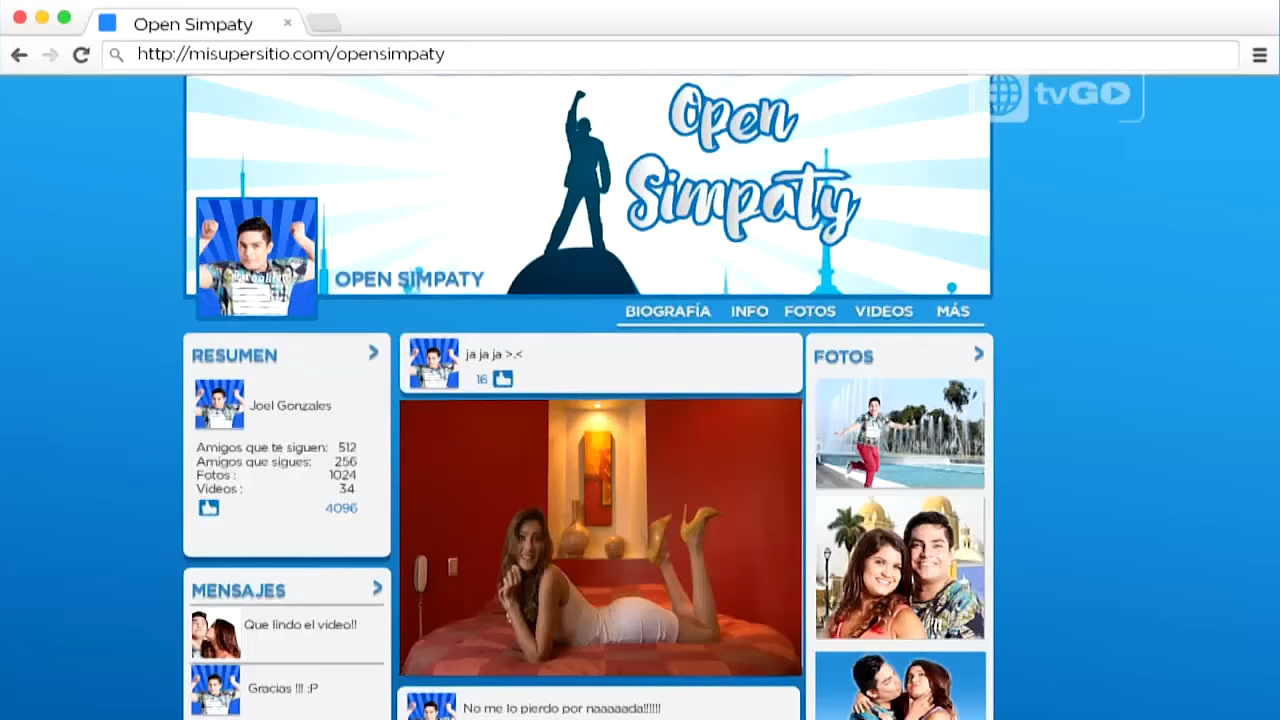 Open Simpaty
http://misupersitio.com/opensimpaty
tvGO
Open
Simpaty
OPEN SIMPATY
BIOGRAFÍA INFO FOTOS VIDEOS MÁS
RESUMEN
Joel Gonzales
Amigos que te siguen: 512
Amigos que sigues: 256
Fotos : 1024
Videos : 34
4096
MENSAJES
Que lindo el video!!
Gracias !!! :P
ja ja ja >.<
16
No me lo pierdo por naaaaada!!!!!!
FOTOS